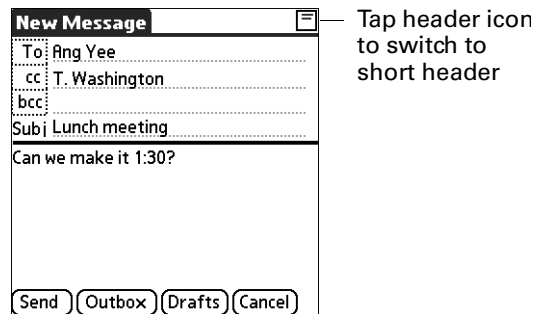 New Message
Tap header icon
to switch to
short header
To Ang Yee
cc T. Washington
bcc
Subj Lunch meeting
Can we make it 1:30?
Send Outbox Drafts Cancel